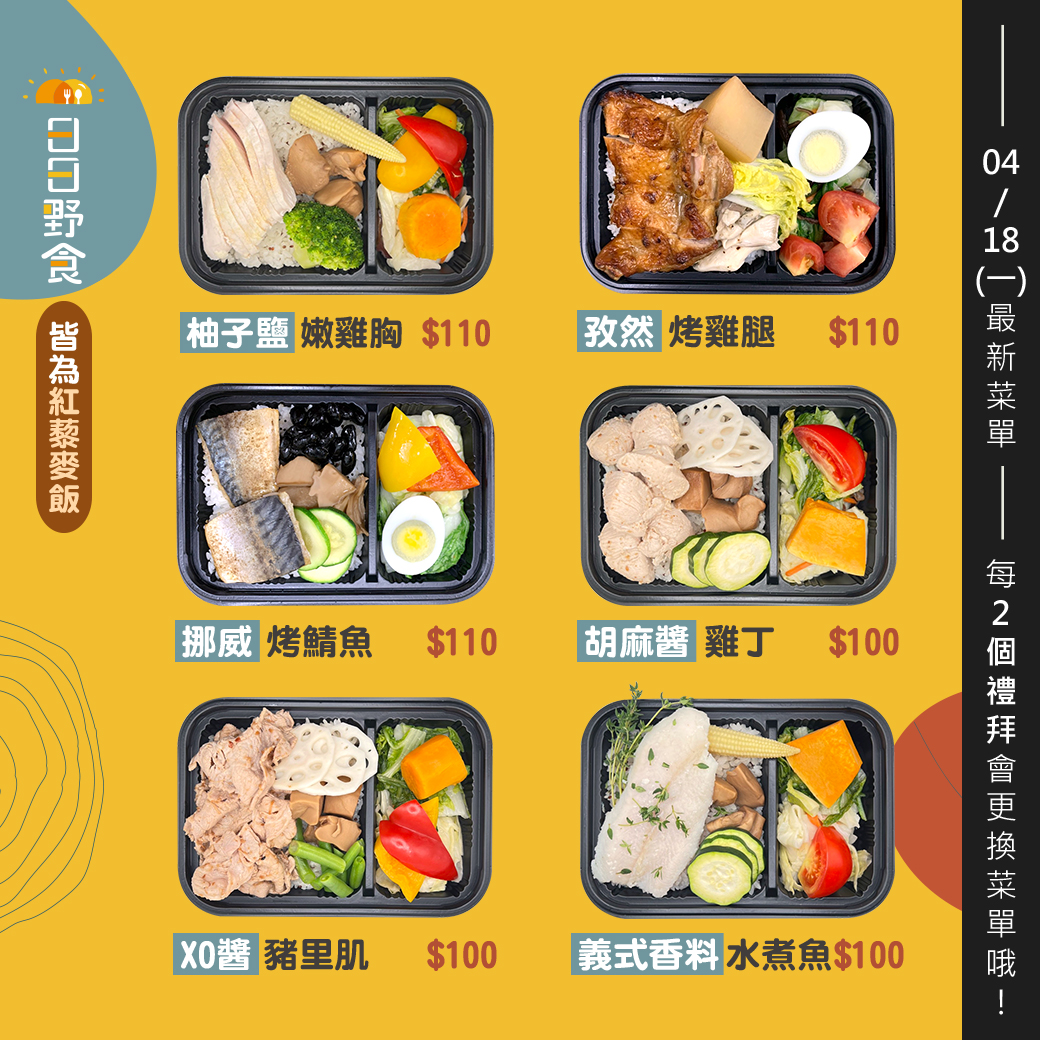 日日野食
皆為紅藜麥飯
柚子鹽 嫩雞胸 $110
孜然 烤雞腿 $110
挪威 烤鯖魚 $110
胡麻醬 雞丁 $100
XO醬 豬里肌 $100
義式香料 水煮魚 $100
04/18(一)最新菜單
每2個禮拜會更換菜單哦！